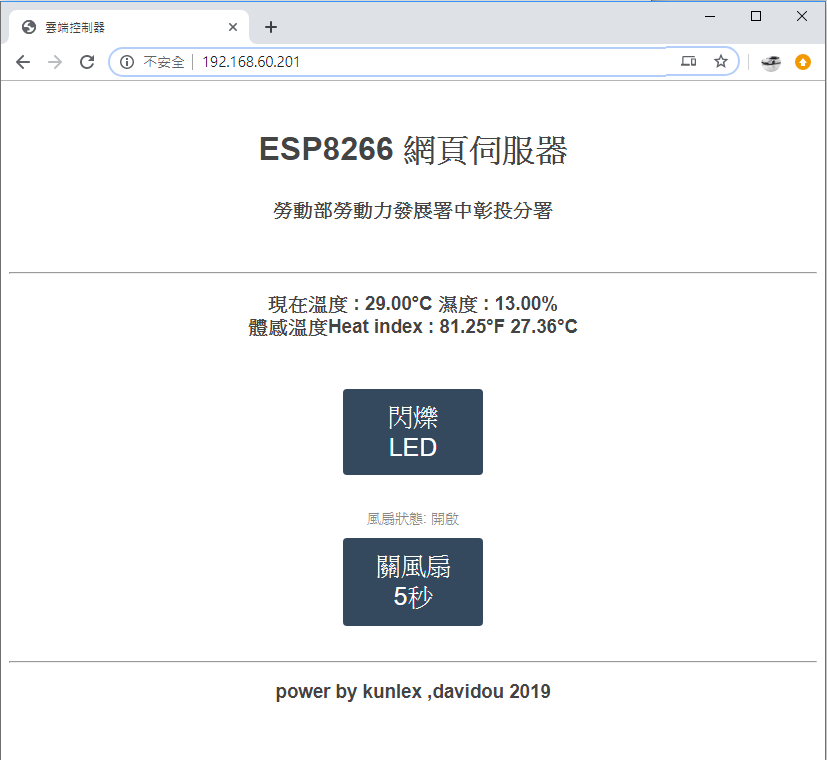 雲端控制器
不安全 192.168.60.201
ESP8266 網頁伺服器
勞動部勞動力發展署中彰投分署
現在溫度 : 29.00°C 濕度 : 13.00%
體感溫度Heat index : 81.25°F 27.36°C
閃爍
LED
風扇狀態: 開啟
關風扇
5秒
power by kunlex ,davidou 2019